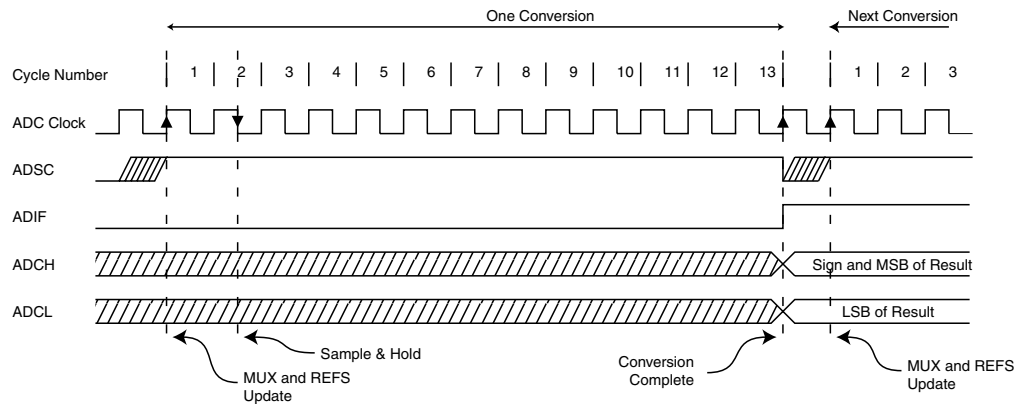 One Conversion
Next Conversion
Cycle Number 1 2 3 4 5 6 7 8 9 10 11 12 13 1 2 3
ADC Clock
ADSC
ADIF
ADCH Sign and MSB of Result
ADCL LSB of Result
Sample & Hold
MUX and REFS
Update
Conversion
Complete
MUX and REFS
Update